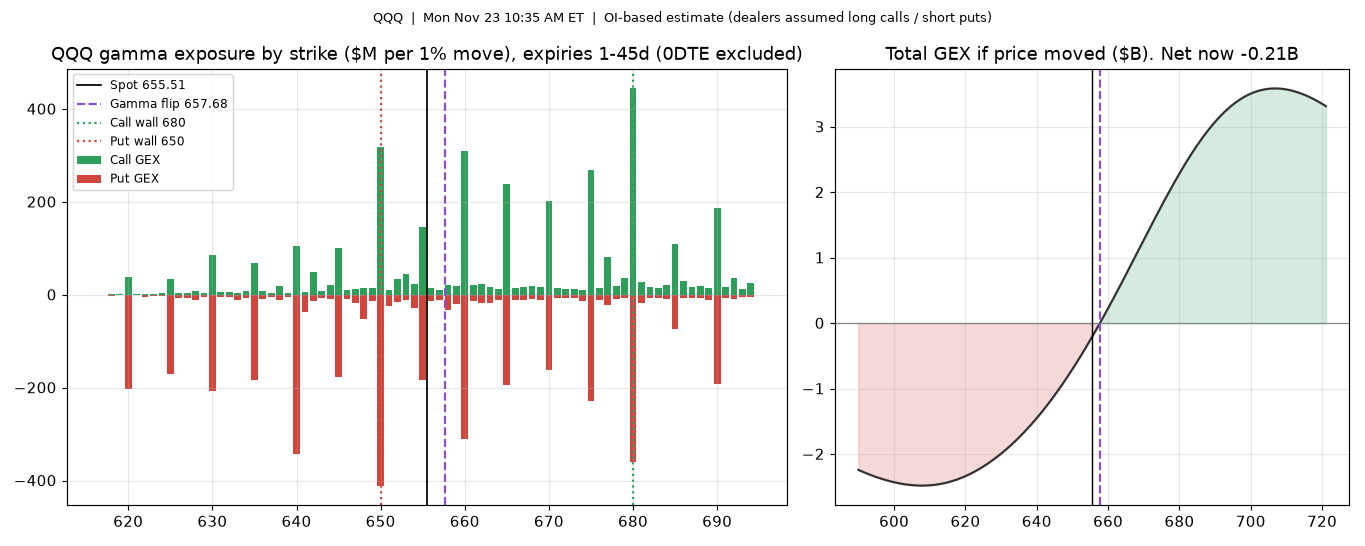 QQQ | Mon Nov 23 10:35 AM ET | OI-based estimate (dealers assumed long calls / short puts)
QQQ gamma exposure by strike ($M per 1% move), expiries 1-45d (0DTE excluded)
Spot 655.51
Gamma flip 657.68
Call wall 680
Put wall 650
Call GEX
Put GEX
400
200
0
−200
−400
620 630 640 650 660 670 680 690
Total GEX if price moved ($B). Net now -0.21B
3
2
1
0
−1
−2
600 620 640 660 680 700 720